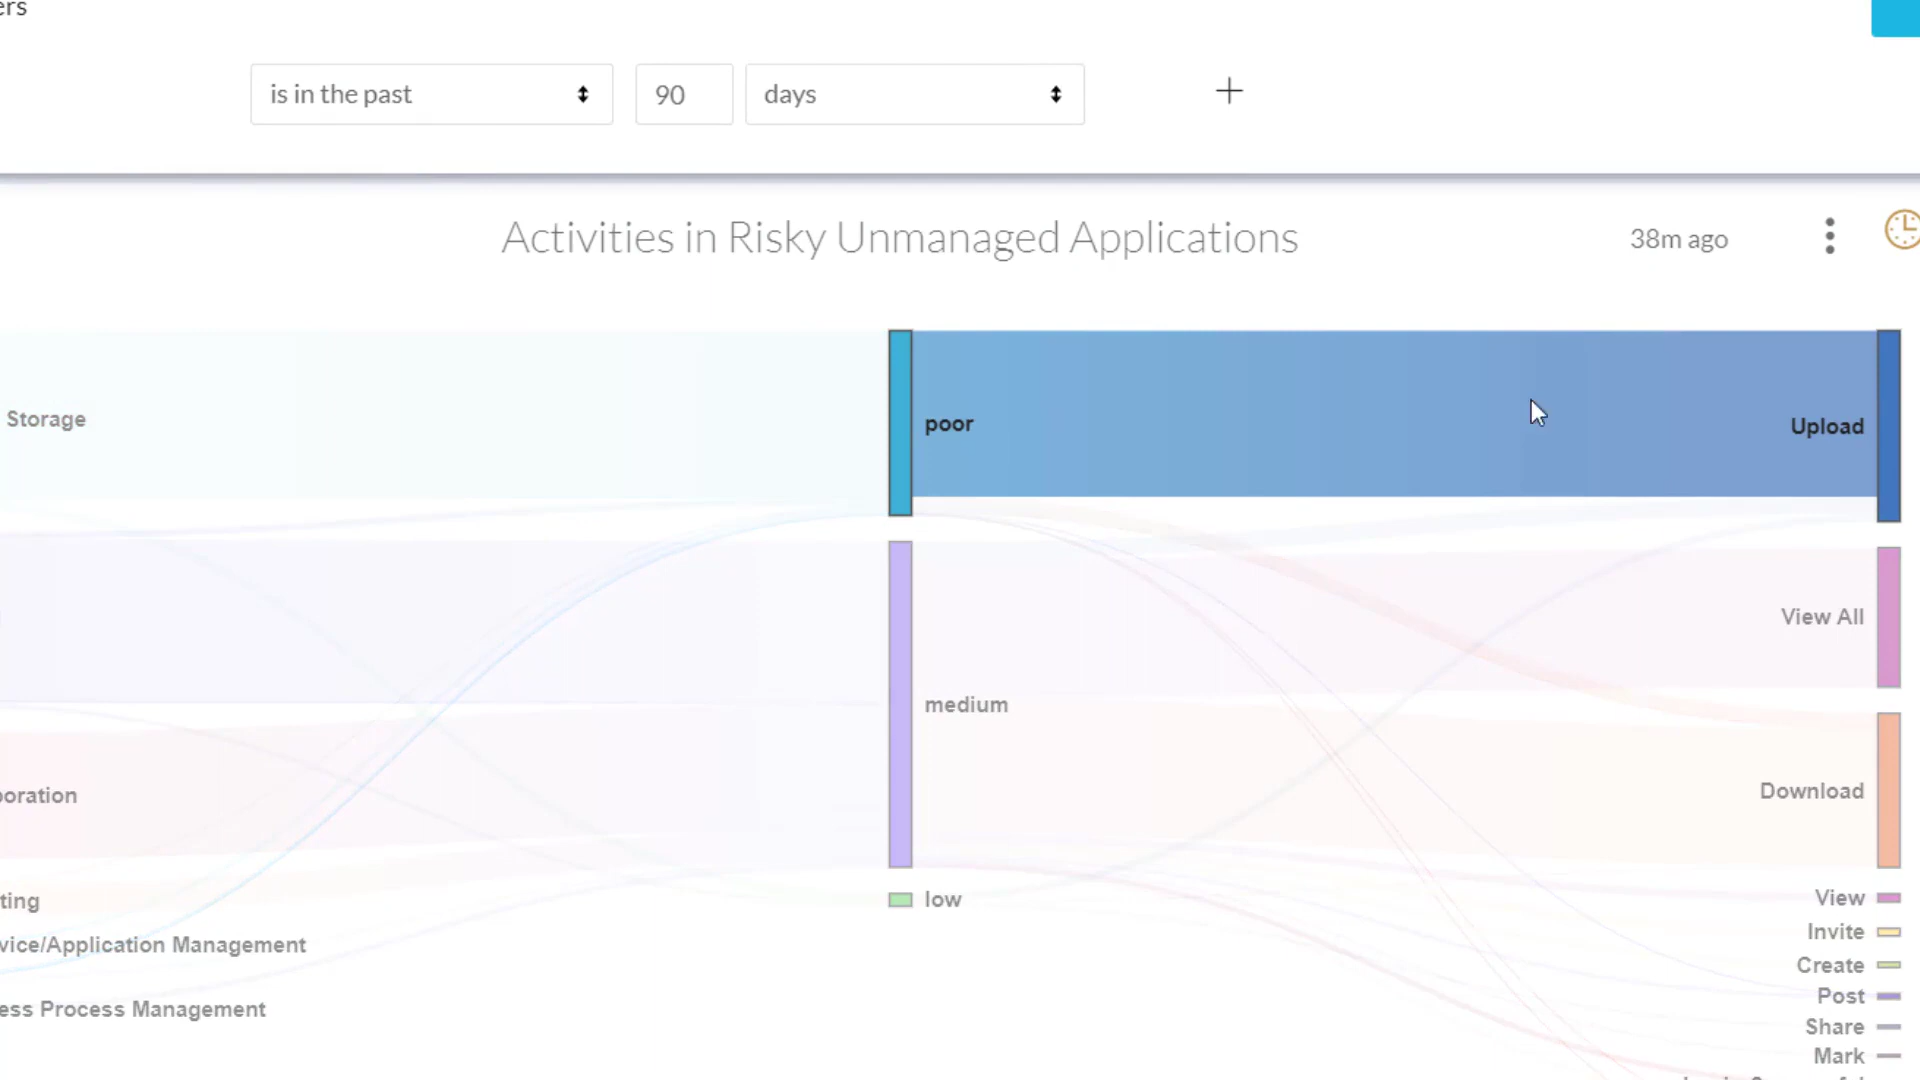 ers
is in the past
90
days
Activities in Risky Unmanaged Applications
38m ago
Storage
poor
Upload
View All
medium
Download
boration
ting
low
View
Invite
vice/Application Management
Create
Post
ess Process Management
Share
Mark